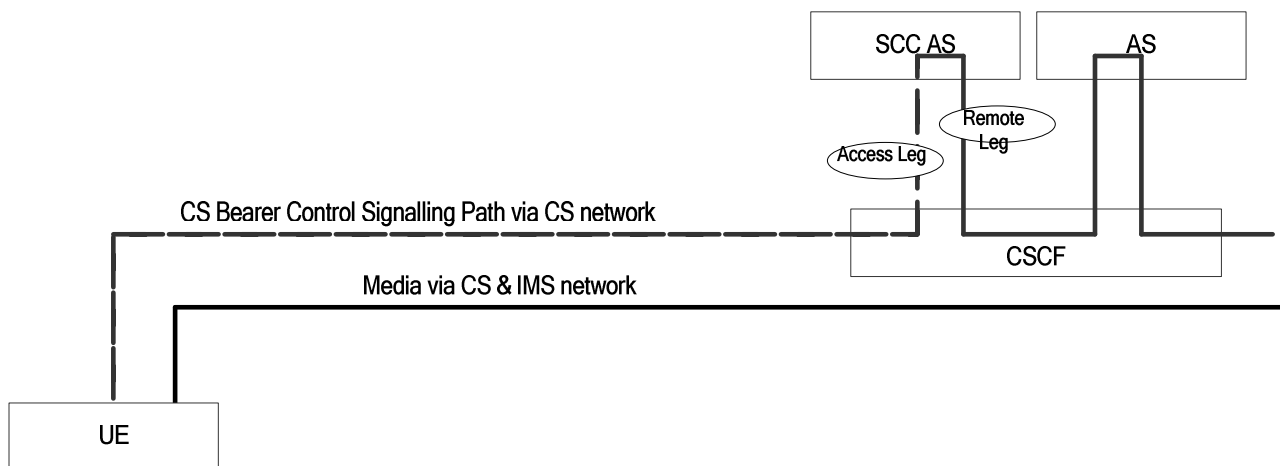 SCC AS
AS
Remote
Leg
Access Leg
CS Bearer Control Signalling Path via CS network
CSCF
Media via CS & IMS network
UE